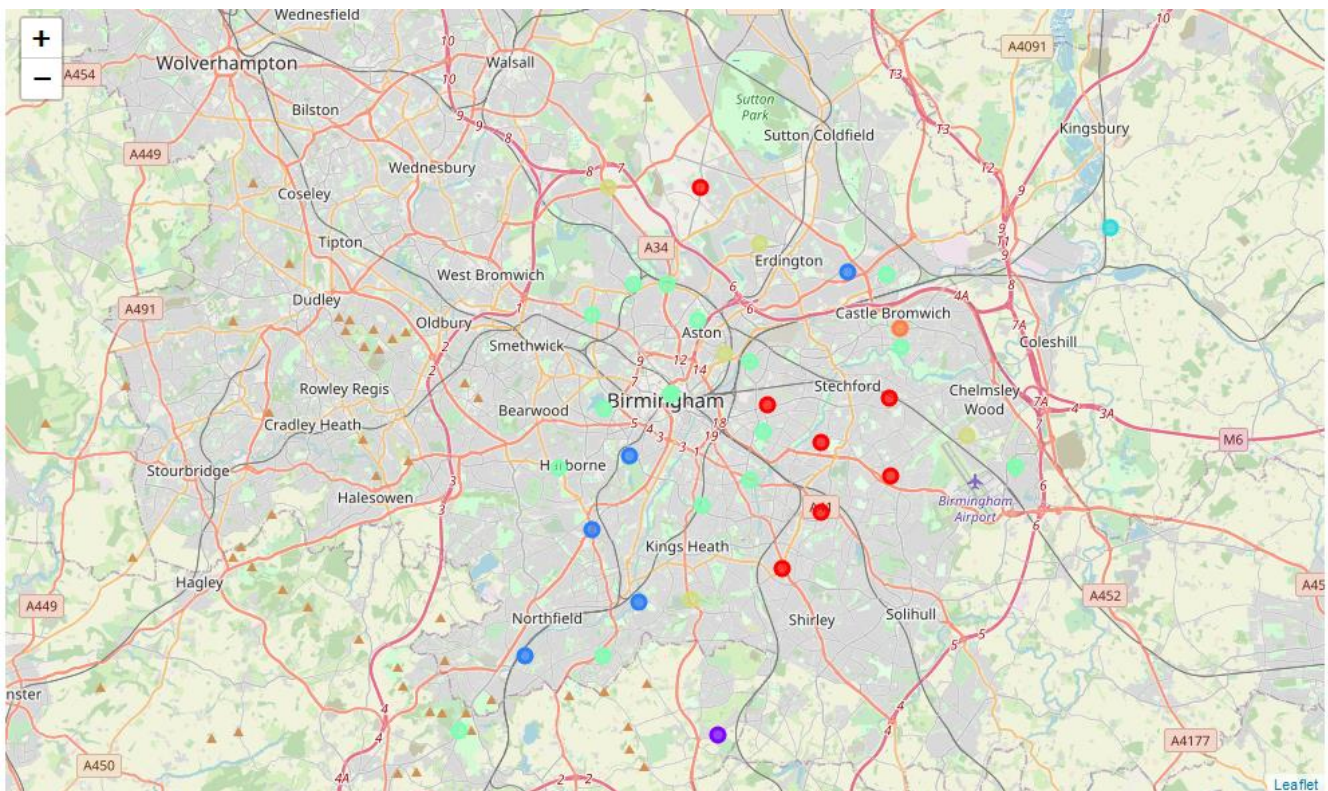 Wednesfield
+
−
A454
Wolverhampton
10
10
Walsall
A4091
10
Bilston
Sutton
Park
T3
Kingsbury
Sutton Coldfield
T3
9
9
8
A449
Wednesbury
8
7
T2
9
Coseley
Tipton
A34
9
T1
9
Erdington
West Bromwich
8
6
4A
A491
Dudley
1
6
Castle Bromwich
Oldbury
Aston
7A
2
Smethwick
Coleshill
9
12
2
7
14
Rowley Regis
Stechford
Chelmsley
Wood
Bearwood
Birmingham
7A
4
3A
Cradley Heath
5
4
3
18
7
3
1
19
M6
Stourbridge
Harborne
3
Halesowen
6
3
Birmingham
Airport
6
Kings Heath
Hagley
A449
A452
A45
Northfield
Shirley
Solihull
5
5
nster
4
4
4
4
A4177
A450
4A
2
2
Leaflet